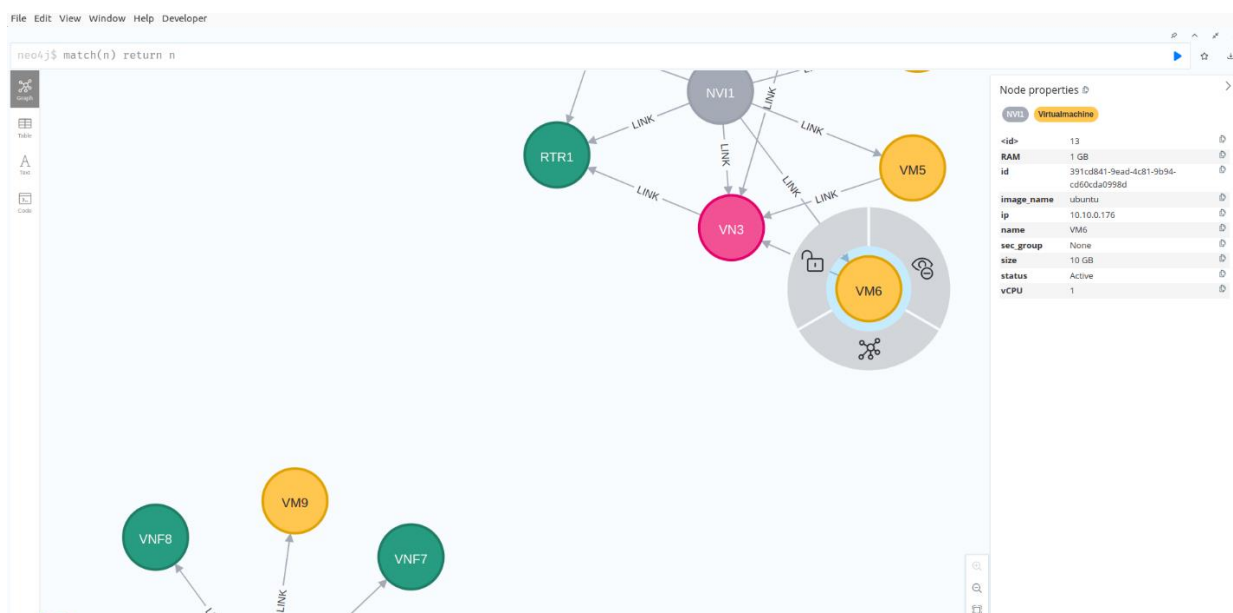 File Edit View Window Help Developer
neo4j$ match(n) return n
Graph
Table
A
Text
Code
NVI1
LINK
LINK
LINK
LINK
RTR1
LINK
LINK
LINK
VM5
VN3
VM6
VM9
VNF8
VNF7
LINK
Node properties
NVI1 Virtualmachine
<id> 13
RAM 1 GB
id 391cd841-9ead-4c81-9b94-
cd60cda0998d
image_name ubuntu
ip 10.10.0.176
name VM6
sec_group None
size 10 GB
status Active
vCPU 1